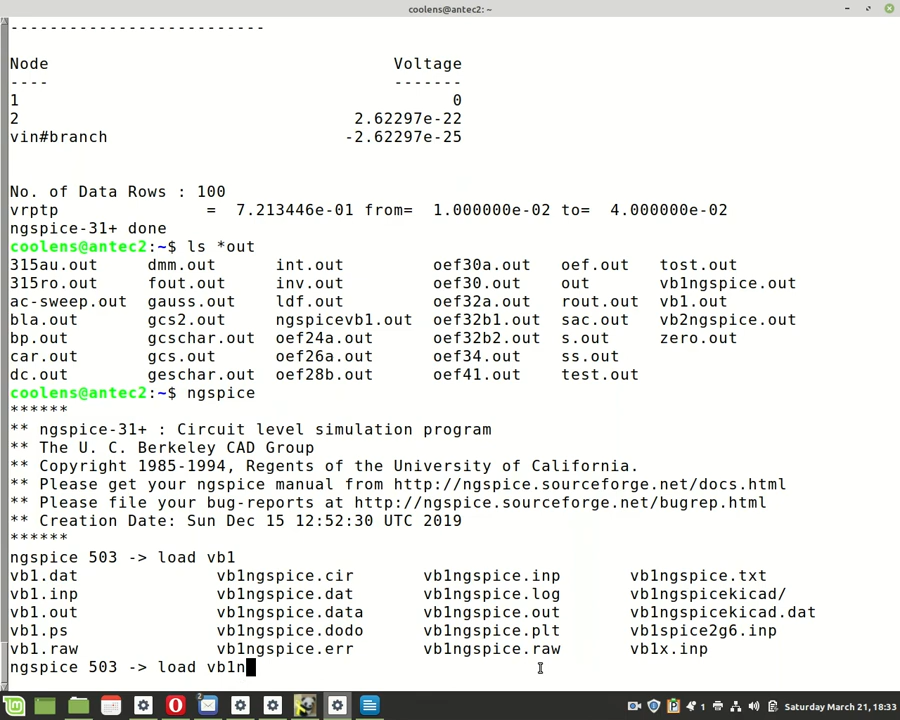 coolens@antec2: ~
--------------------------
Node                                   Voltage
----                                   -------
1                                            0
2                                  2.62297e-22
vin#branch                        -2.62297e-25
No. of Data Rows : 100
vrptp               =  7.213446e-01 from=  1.000000e-02 to=  4.000000e-02
ngspice-31+ done
coolens@antec2:~$ ls *out
315au.out     dmm.out      int.out         oef30a.out    oef.out   tost.out
315ro.out     fout.out     inv.out         oef30.out     out       vb1ngspice.out
ac-sweep.out  gauss.out    ldf.out         oef32a.out    rout.out  vb1.out
bla.out       gcs2.out     ngspicevb1.out  oef32b1.out   sac.out   vb2ngspice.out
bp.out        gcschar.out  oef24a.out      oef32b2.out   s.out     zero.out
car.out       gcs.out      oef26a.out      oef34.out     ss.out
dc.out        geschar.out  oef28b.out      oef41.out     test.out
coolens@antec2:~$ ngspice
******
** ngspice-31+ : Circuit level simulation program
** The U. C. Berkeley CAD Group
** Copyright 1985-1994, Regents of the University of California.
** Please get your ngspice manual from http://ngspice.sourceforge.net/docs.html
** Please file your bug-reports at http://ngspice.sourceforge.net/bugrep.html
** Creation Date: Sun Dec 15 12:52:30 UTC 2019
******
ngspice 503 -> load vb1
vb1.dat              vb1ngspice.cir       vb1ngspice.inp       vb1ngspice.txt
vb1.inp              vb1ngspice.dat       vb1ngspice.log       vb1ngspicekicad/
vb1.out              vb1ngspice.data      vb1ngspice.out       vb1ngspicekicad.dat
vb1.ps               vb1ngspice.dodo      vb1ngspice.plt       vb1spice2g6.inp
vb1.raw              vb1ngspice.err       vb1ngspice.raw       vb1x.inp
ngspice 503 -> load vb1n
2
1
Saturday March 21, 18:33